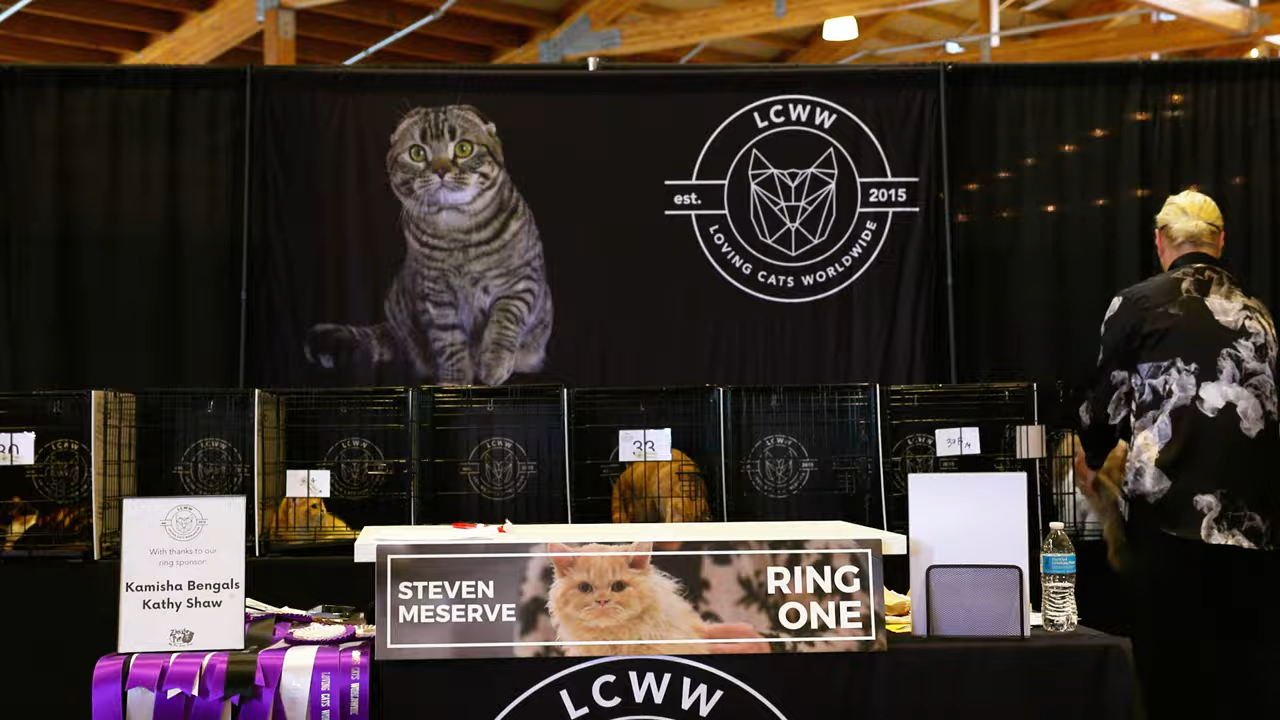 LCWW
est. 2015
LOVING CATS WORLDWIDE
33
With thanks to our
ring sponsor:
Kamisha Bengals
Kathy Shaw
STEVEN
MESERVE
RING
ONE
LCWW